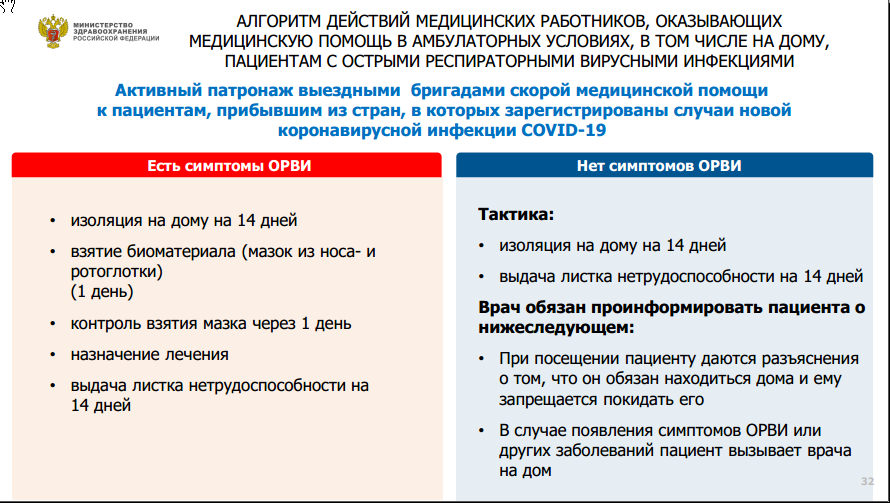 МИНИСТЕРСТВО
ЗДРАВООХРАНЕНИЯ
РОССИЙСКОЙ ФЕДЕРАЦИИ
АЛГОРИТМ ДЕЙСТВИЙ МЕДИЦИНСКИХ РАБОТНИКОВ, ОКАЗЫВАЮЩИХ
МЕДИЦИНСКУЮ ПОМОЩЬ В АМБУЛАТОРНЫХ УСЛОВИЯХ, В ТОМ ЧИСЛЕ НА ДОМУ,
ПАЦИЕНТАМ С ОСТРЫМИ РЕСПИРАТОРНЫМИ ВИРУСНЫМИ ИНФЕКЦИЯМИ
Активный патронаж выездными бригадами скорой медицинской помощи
к пациентам, прибывшим из стран, в которых зарегистрированы случаи новой
коронавирусной инфекции COVID-19
Есть симптомы ОРВИ
• изоляция на дому на 14 дней
• взятие биоматериала (мазок из носа- и
ротоглотки)
(1 день)
• контроль взятия мазка через 1 день
• назначение лечения
• выдача листка нетрудоспособности на
14 дней
Нет симптомов ОРВИ
Тактика:
• изоляция на дому на 14 дней
• выдача листка нетрудоспособности на 14 дней
Врач обязан проинформировать пациента о
нижеследующем:
• При посещении пациенту даются разъяснения
о том, что он обязан находиться дома и ему
запрещается покидать его
• В случае появления симптомов ОРВИ или
других заболеваний пациент вызывает врача
на дом
32